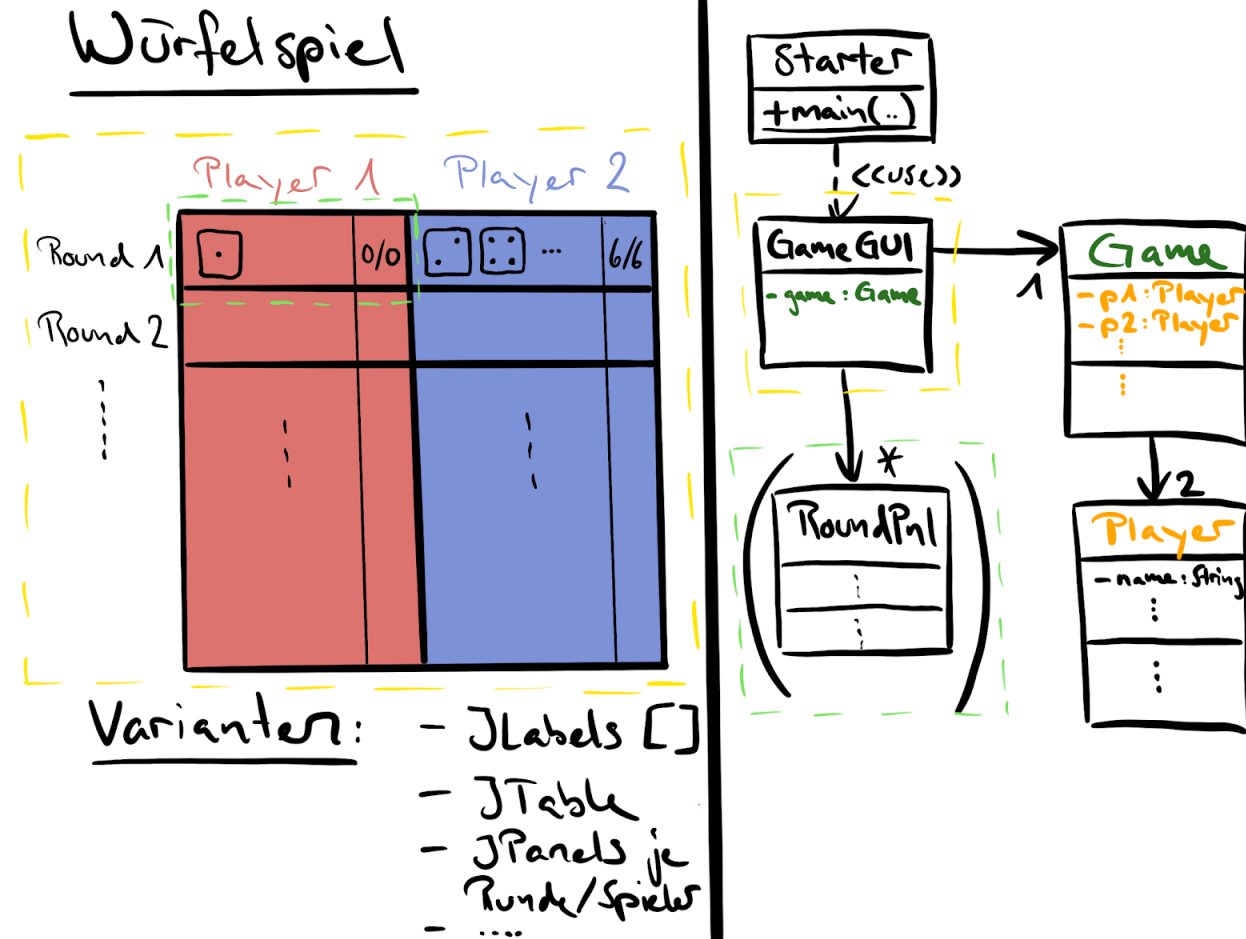 Würfelspiel
Player 1 Player 2
Round 1 0/0 ... 6/6
Round 2
Varianten:
- JLabels []
- JTable
- JPanels je
Runde/Spieler
- ....
Starter
+main(..)
<<use>>
GameGUI
- game: Game
1
Game
- p1: Player
- p2: Player
*
RoundPnl
2
Player
- name: String